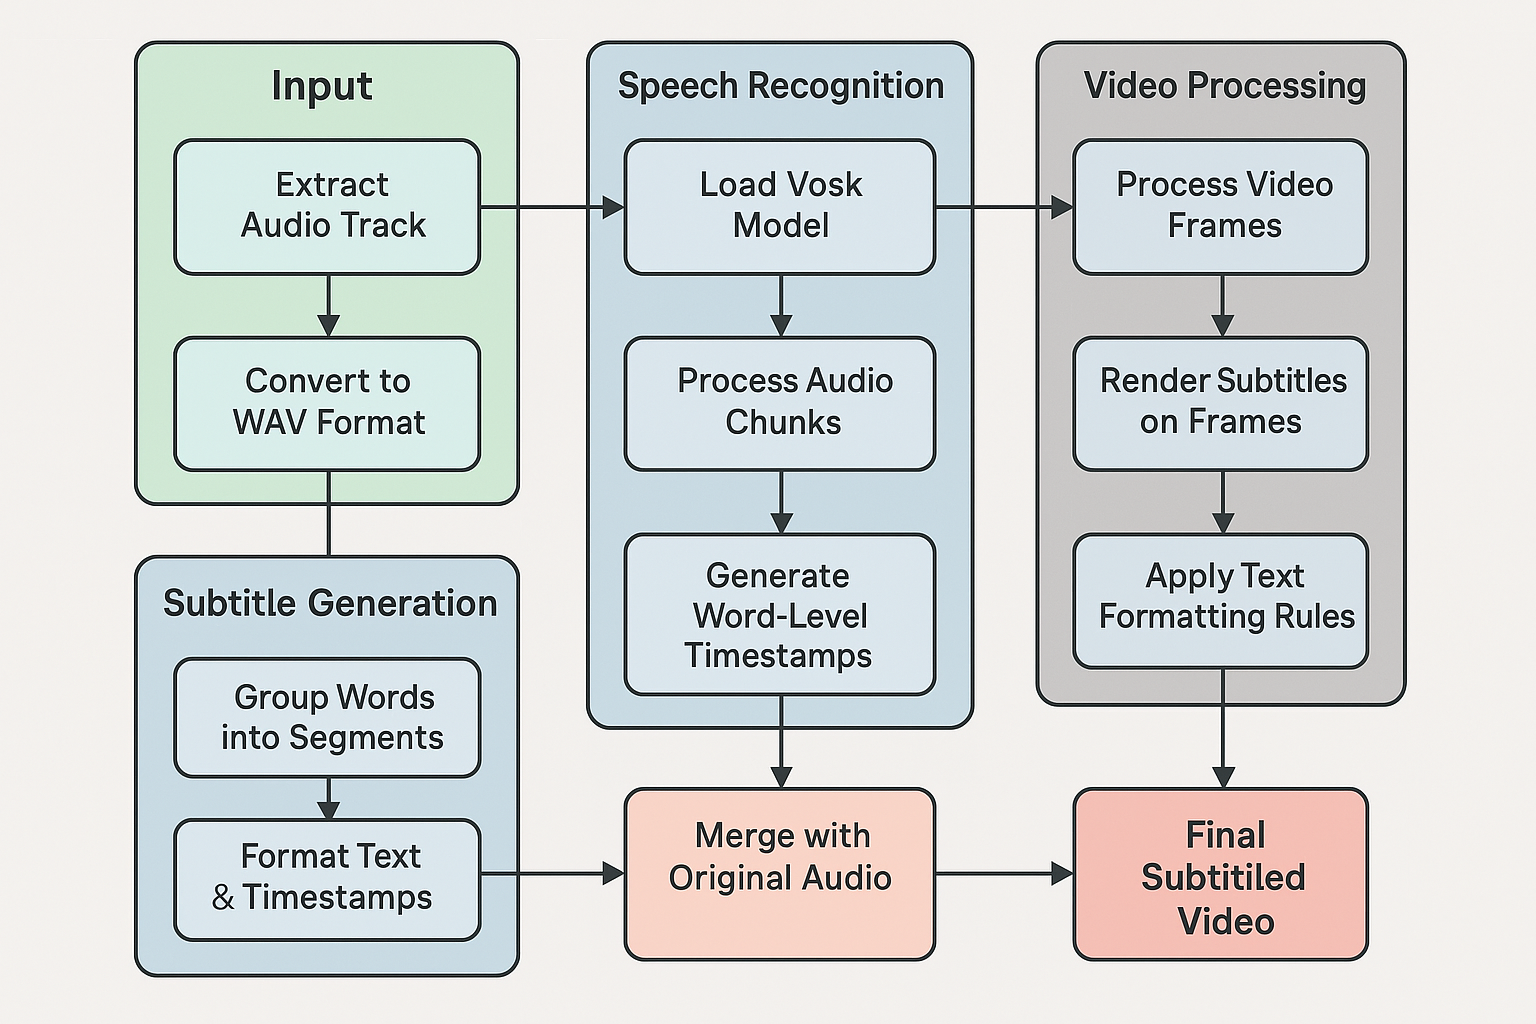 Input
Extract
Audio Track
Convert to
WAV Format
Subtitle Generation
Group Words
into Segments
Format Text
& Timestamps
Speech Recognition
Load Vosk
Model
Process Audio
Chunks
Generate
Word-Level
Timestamps
Merge with
Original Audio
Video Processing
Process Video
Frames
Render Subtitles
on Frames
Apply Text
Formatting Rules
Final
Subtitiled
Video